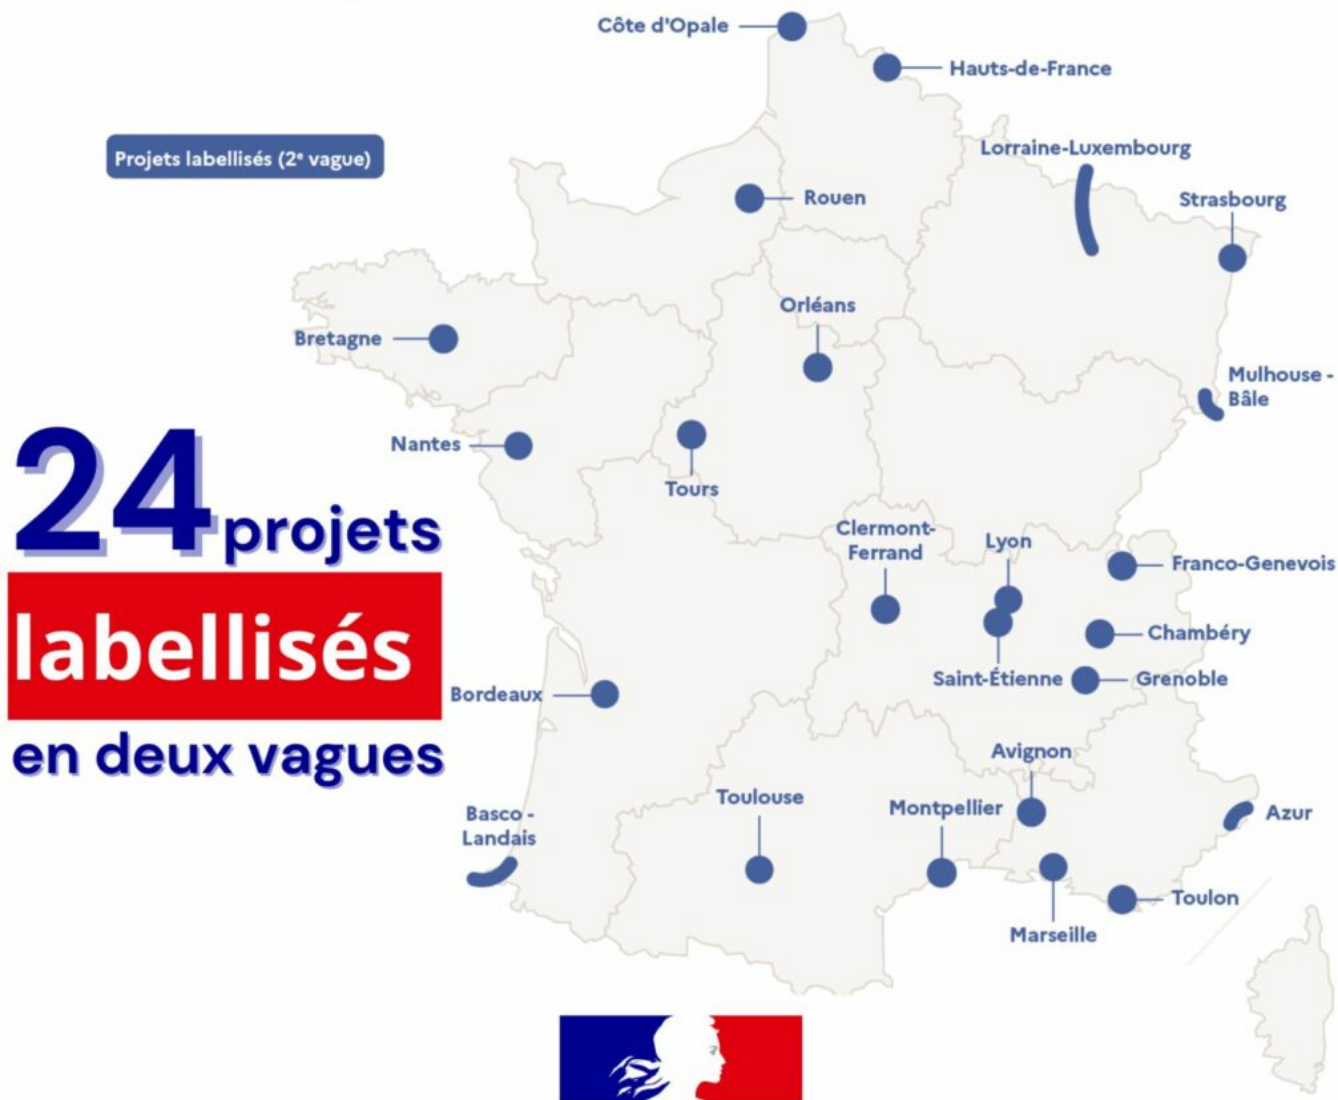 Côte d'Opale
Hauts-de-France
Projets labellisés (2ᵉ vague)
Lorraine-Luxembourg
Rouen
Strasbourg
Orléans
Bretagne
Mulhouse -
Bâle
Nantes
Tours
24 projets
labellisés
en deux vagues
Clermont-
Ferrand
Lyon
Franco-Genevois
Chambéry
Saint-Étienne
Grenoble
Bordeaux
Avignon
Toulouse
Montpellier
Basco -
Landais
Azur
Toulon
Marseille